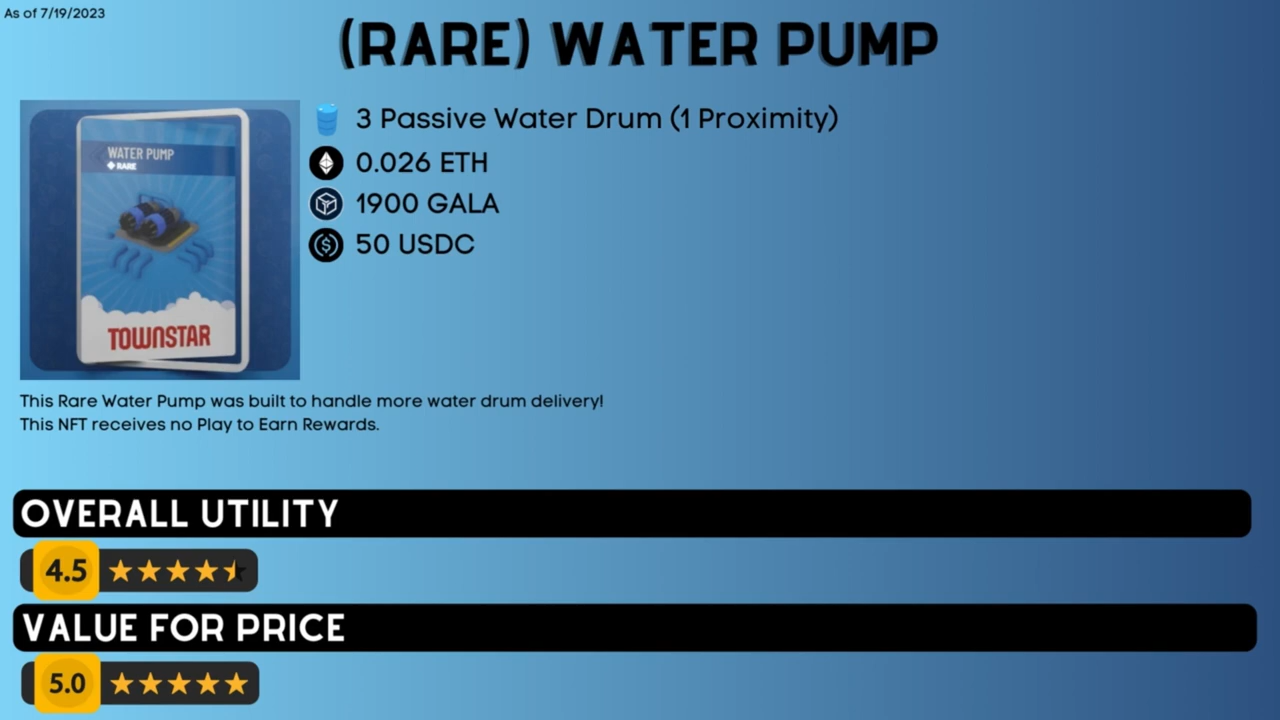 As of 7/19/2023
(RARE) WATER PUMP
WATER PUMP
RARE
TOWNSTAR
3 Passive Water Drum (1 Proximity)
0.026 ETH
1900 GALA
50 USDC
This Rare Water Pump was built to handle more water drum delivery!
This NFT receives no Play to Earn Rewards.
OVERALL UTILITY
4.5
VALUE FOR PRICE
5.0